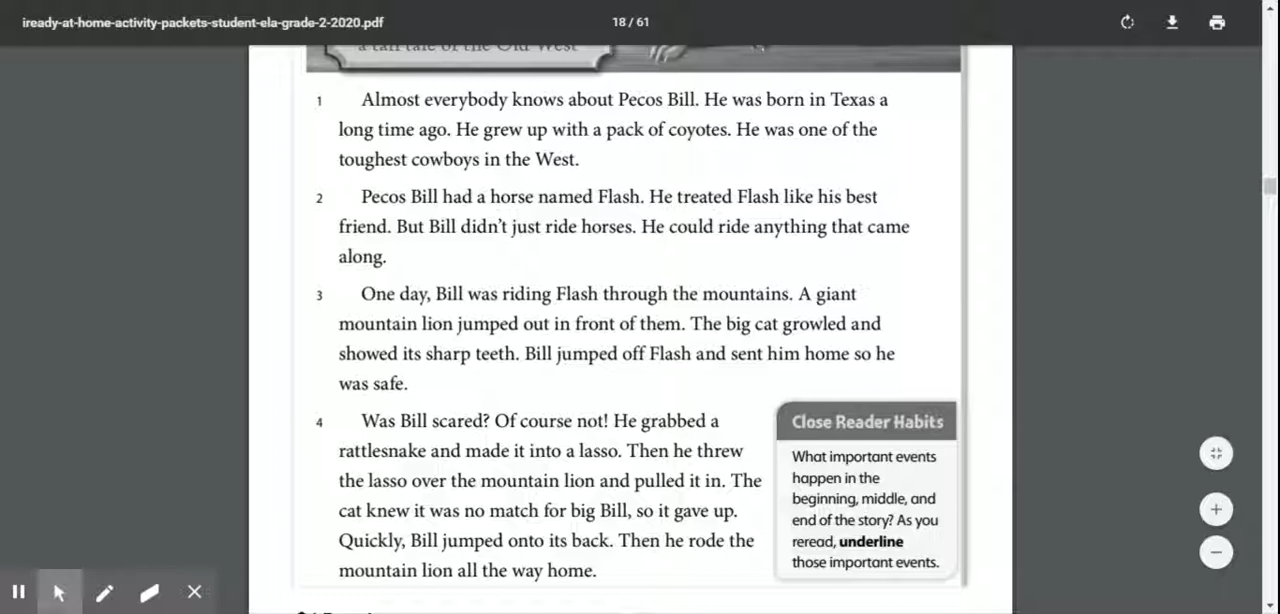 iready-at-home-activity-packets-student-ela-grade-2-2020.pdf
18 / 61
a tall tale of the Old West
1 Almost everybody knows about Pecos Bill. He was born in Texas a
long time ago. He grew up with a pack of coyotes. He was one of the
toughest cowboys in the West.
2 Pecos Bill had a horse named Flash. He treated Flash like his best
friend. But Bill didn't just ride horses. He could ride anything that came
along.
3 One day, Bill was riding Flash through the mountains. A giant
mountain lion jumped out in front of them. The big cat growled and
showed its sharp teeth. Bill jumped off Flash and sent him home so he
was safe.
4 Was Bill scared? Of course not! He grabbed a
rattlesnake and made it into a lasso. Then he threw
the lasso over the mountain lion and pulled it in. The
cat knew it was no match for big Bill, so it gave up.
Quickly, Bill jumped onto its back. Then he rode the
mountain lion all the way home.
Close Reader Habits
What important events
happen in the
beginning, middle, and
end of the story? As you
reread, underline
those important events.